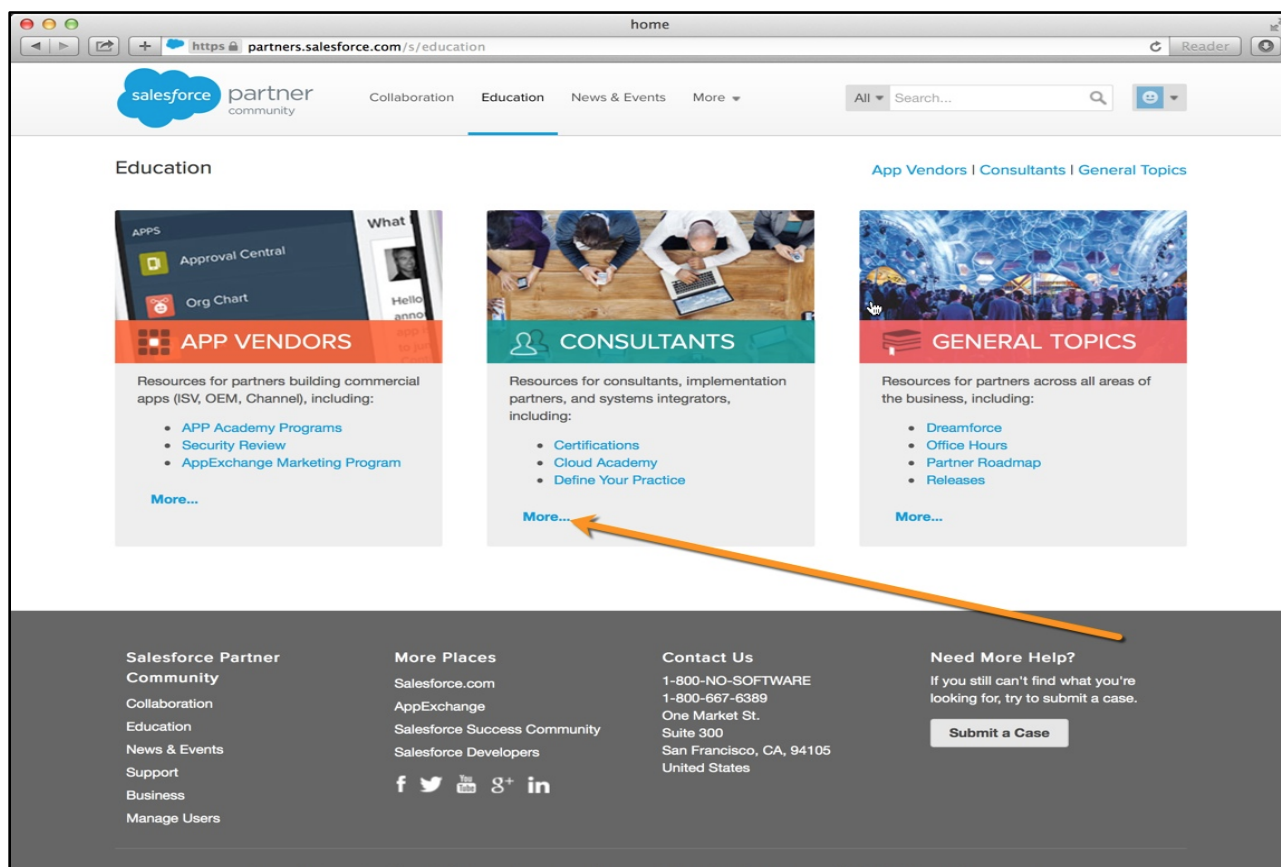 home
https partners.salesforce.com/s/education
Reader
salesforce partner
community
Collaboration Education News & Events More
All Search...
Education
App Vendors | Consultants | General Topics
APPS
Approval Central
Org Chart
What
Hello
anno
APP VENDORS
Resources for partners building commercial
apps (ISV, OEM, Channel), including:
• APP Academy Programs
• Security Review
• AppExchange Marketing Program
More...
CONSULTANTS
Resources for consultants, implementation
partners, and systems integrators,
including:
• Certifications
• Cloud Academy
• Define Your Practice
More...
GENERAL TOPICS
Resources for partners across all areas of
the business, including:
• Dreamforce
• Office Hours
• Partner Roadmap
• Releases
More...
Salesforce Partner
Community
Collaboration
Education
News & Events
Support
Business
Manage Users
More Places
Salesforce.com
AppExchange
Salesforce Success Community
Salesforce Developers
f You Tube g+ in
Contact Us
1-800-NO-SOFTWARE
1-800-667-6389
One Market St.
Suite 300
San Francisco, CA, 94105
United States
Need More Help?
If you still can't find what you're
looking for, try to submit a case.
Submit a Case